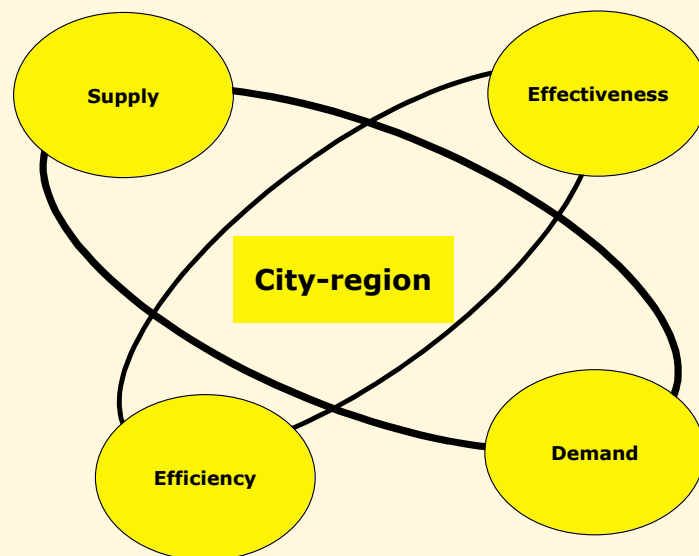 Supply
Effectiveness
City-region
Efficiency
Demand